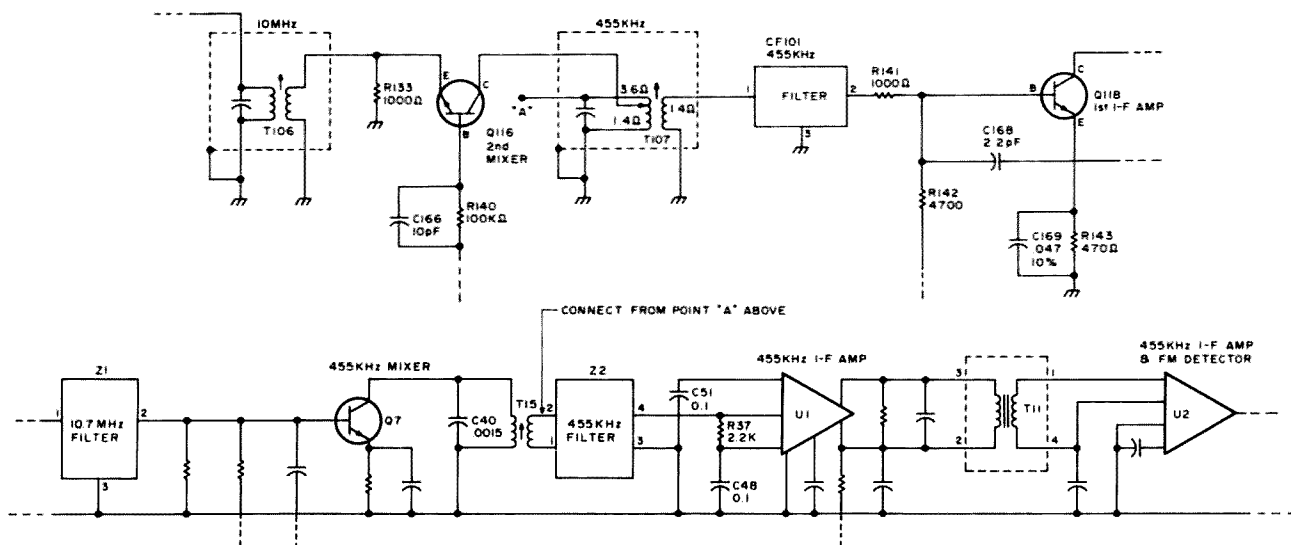 10MHz
T106
R133
1000Ω
E
C
B
Q116
2nd
MIXER
C166
10pF
R140
100KΩ
455KHz
"A"
3.6Ω
1.4Ω
1.4Ω
T107
CF101
455KHz
1
FILTER
2
3
R141
1000Ω
C168
2.2pF
R142
4700
B
C
E
Q118
1st I-F AMP
C169
.047
10%
R143
470Ω
CONNECT FROM POINT "A" ABOVE
Z1
1
10.7MHz
FILTER
2
3
455KHz MIXER
Q7
C40
.0015
T15
2
1
Z2
455KHz
FILTER
4
3
C51
0.1
R37
2.2K
C48
0.1
455KHz I-F AMP
U1
3
2
T11
1
4
455KHz I-F AMP
& FM DETECTOR
U2